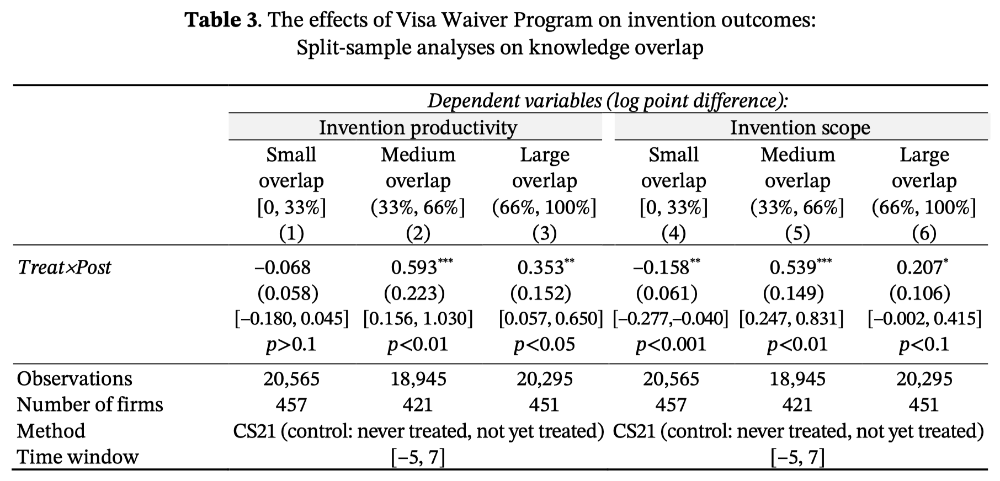 Table 3. The effects of Visa Waiver Program on invention outcomes:
Split-sample analyses on knowledge overlap
Dependent variables (log point difference):
Invention productivity Invention scope
Small Medium Large Small Medium Large
overlap overlap overlap overlap overlap overlap
[0, 33%] (33%, 66%] (66%, 100%] [0, 33%] (33%, 66%] (66%, 100%]
(1) (2) (3) (4) (5) (6)
Treat×Post –0.068 0.593*** 0.353** –0.158** 0.539*** 0.207*
(0.058) (0.223) (0.152) (0.061) (0.149) (0.106)
[–0.180, 0.045] [0.156, 1.030] [0.057, 0.650] [–0.277,–0.040] [0.247, 0.831] [–0.002, 0.415]
p>0.1 p<0.01 p<0.05 p<0.001 p<0.01 p<0.1
Observations 20,565 18,945 20,295 20,565 18,945 20,295
Number of firms 457 421 451 457 421 451
Method CS21 (control: never treated, not yet treated) CS21 (control: never treated, not yet treated)
Time window [–5, 7] [–5, 7]